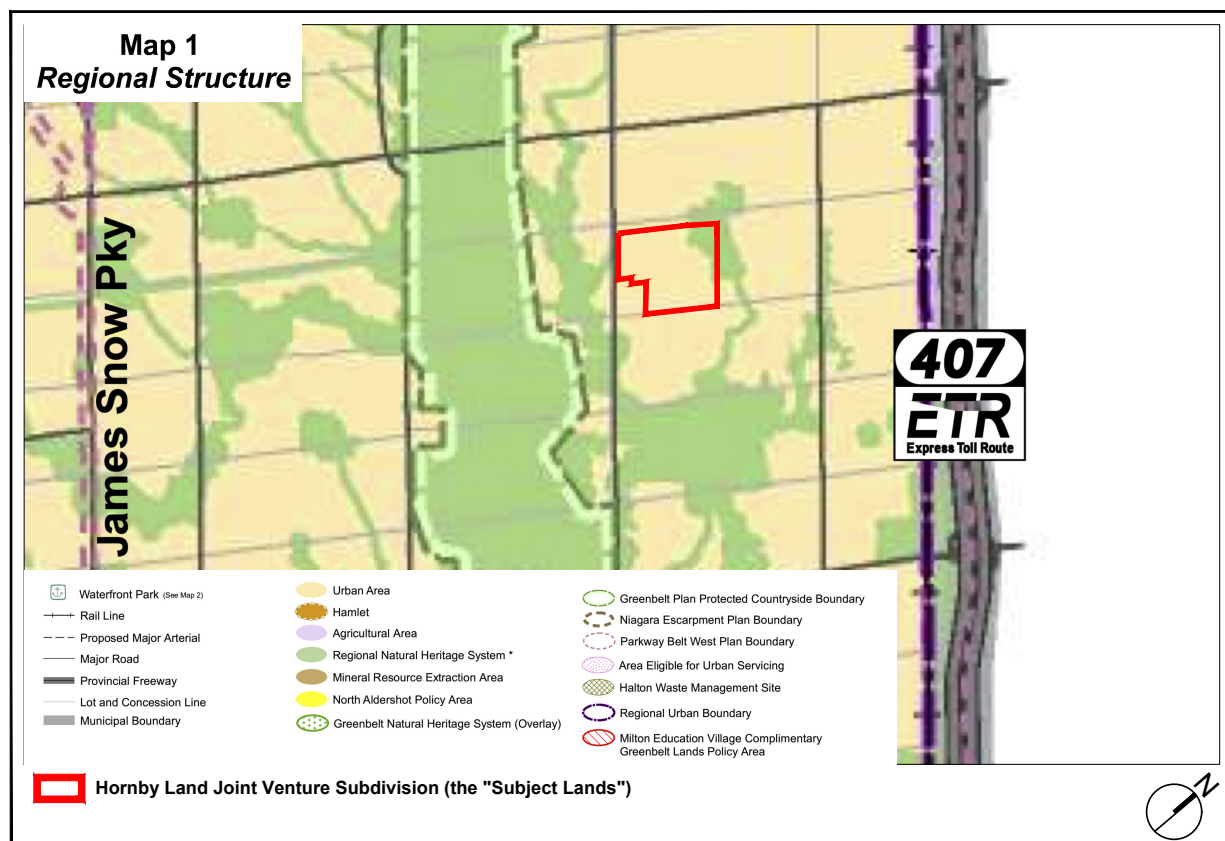 Map 1
Regional Structure
James Snow Pky
407
ETR
Express Toll Route
Waterfront Park (See Map 2)
Rail Line
Proposed Major Arterial
Major Road
Provincial Freeway
Lot and Concession Line
Municipal Boundary
Urban Area
Hamlet
Agricultural Area
Regional Natural Heritage System *
Mineral Resource Extraction Area
North Aldershot Policy Area
Greenbelt Natural Heritage System (Overlay)
Greenbelt Plan Protected Countryside Boundary
Niagara Escarpment Plan Boundary
Parkway Belt West Plan Boundary
Area Eligible for Urban Servicing
Halton Waste Management Site
Regional Urban Boundary
Milton Education Village Complimentary
Greenbelt Lands Policy Area
Hornby Land Joint Venture Subdivision (the "Subject Lands")
N